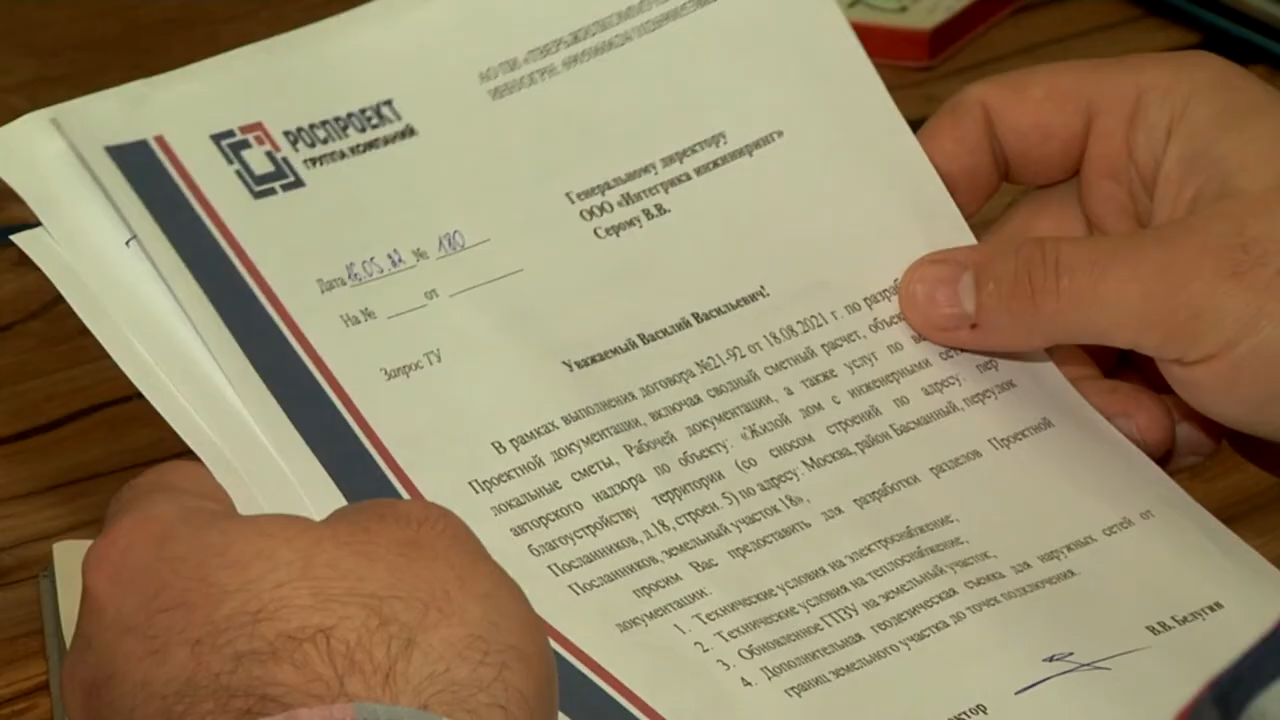 РОСПРОЕКТ
ГРУППА КОМПАНИЙ
Генеральному директору
ООО «Интегрика инжиниринг»
Серому В.В.
Дата 16.05.22 № 180
На № ______ от ________
Запрос ТУ
Уважаемый Василий Васильевич!
В рамках выполнения договора №21-92 от 18.08.2021 г. по
Проектной документации, включая сводный сметный расчет,
локальные сметы, Рабочей документации, а также услуг по
авторского надзора по объекту: «Жилой дом с инженерными
благоустройству территории (со сносом строений по адресу: пер
Посланников, д.18, строен. 5) по адресу: Москва, район Басманный, переулок
Посланников, земельный участок 18»,
просим Вас предоставить для разработки разделов Проектной
документации:
1. Технические условия на электроснабжение;
2. Технические условия на теплоснабжение;
3. Обновленное ГПЗУ на земельный участок;
4. Дополнительная геодезическая съемка для наружных сетей от
границ земельного участка до точек подключения.
В.В. Белугин